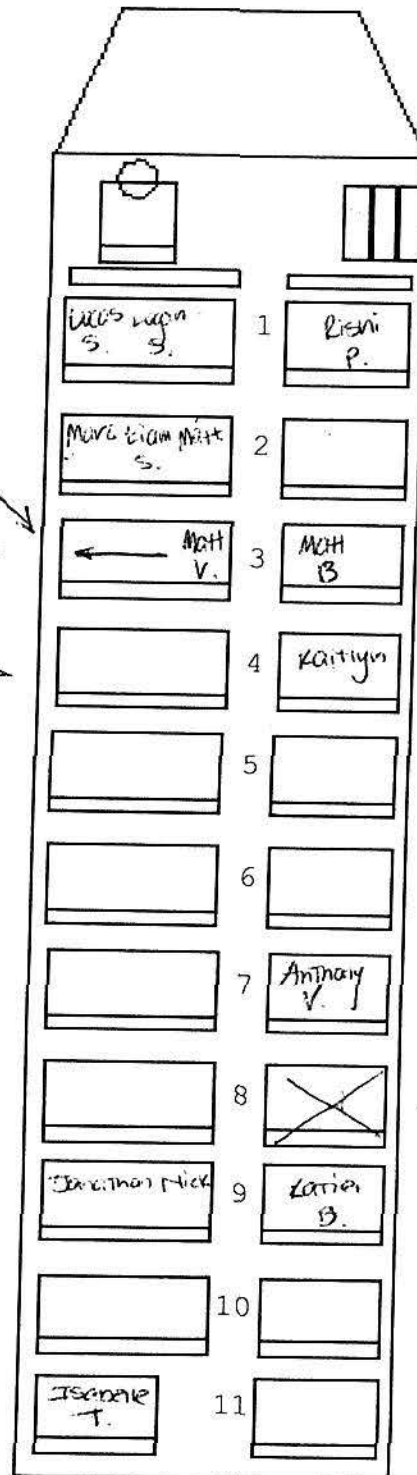 Lucas Logan 1 Rishi
S. S. P.
Marc Liam Matt 2
S.
Matt 3 Matt
V. B
4 Kaitlyn
5
6
7 Anthony
V.
8
Jonathan Nick 9
B.
10
Isabelle 11
T.